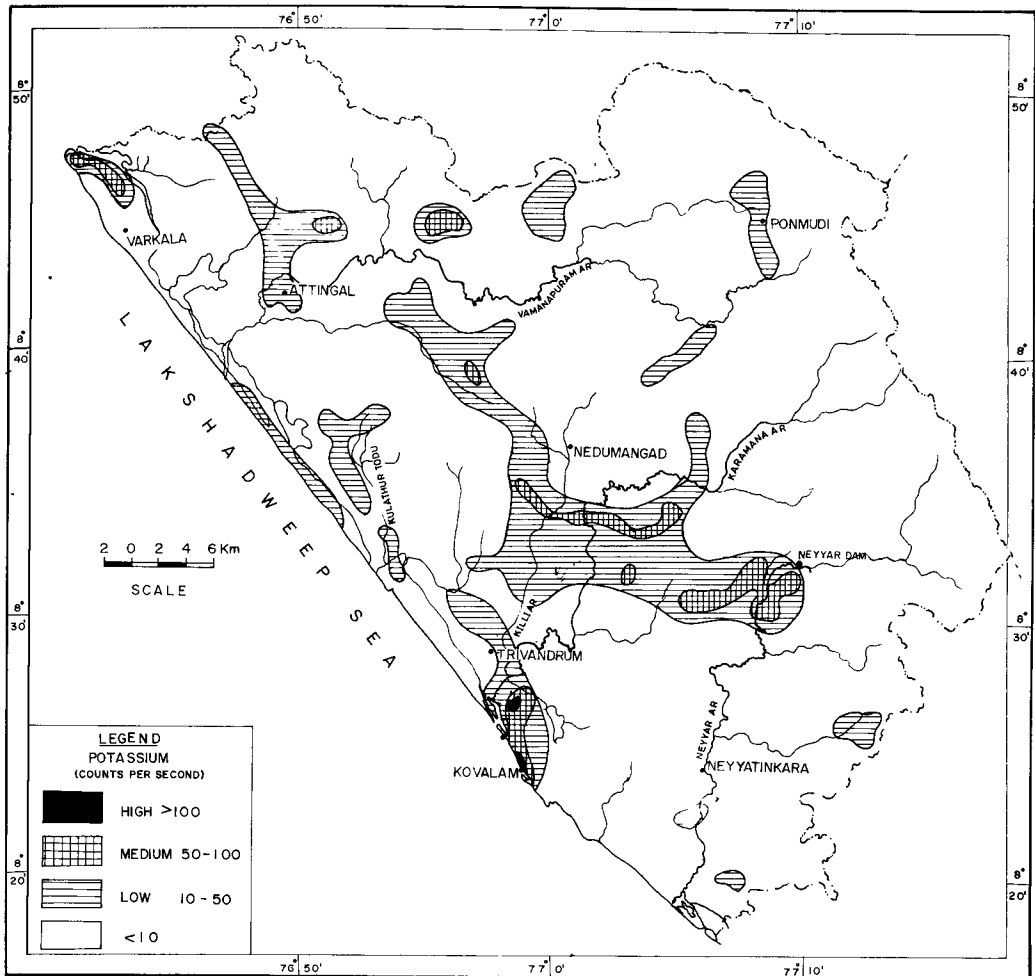 76° 50'
77° 0'
77° 10'
8°
50'
8°
50'
VARKALA
PONMUDI
ATTINGAL
VAMANAPURAM AR
8°
40'
8°
40'
LAKSHADWEEP SEA
NEDUMANGAD
KARAMANA AR
KULATHUR TODU
2 0 2 4 6 Km
SCALE
NEYYAR DAM
8°
30'
8°
30'
KILLIAR
TRIVANDRUM
NEYYAR AR
KOVALAM
NEYYATINKARA
LEGEND
POTASSIUM
(COUNTS PER SECOND)
HIGH >100
MEDIUM 50-100
LOW 10-50
<10
8°
20'
8°
20'
76° 50'
77° 0'
77° 10'